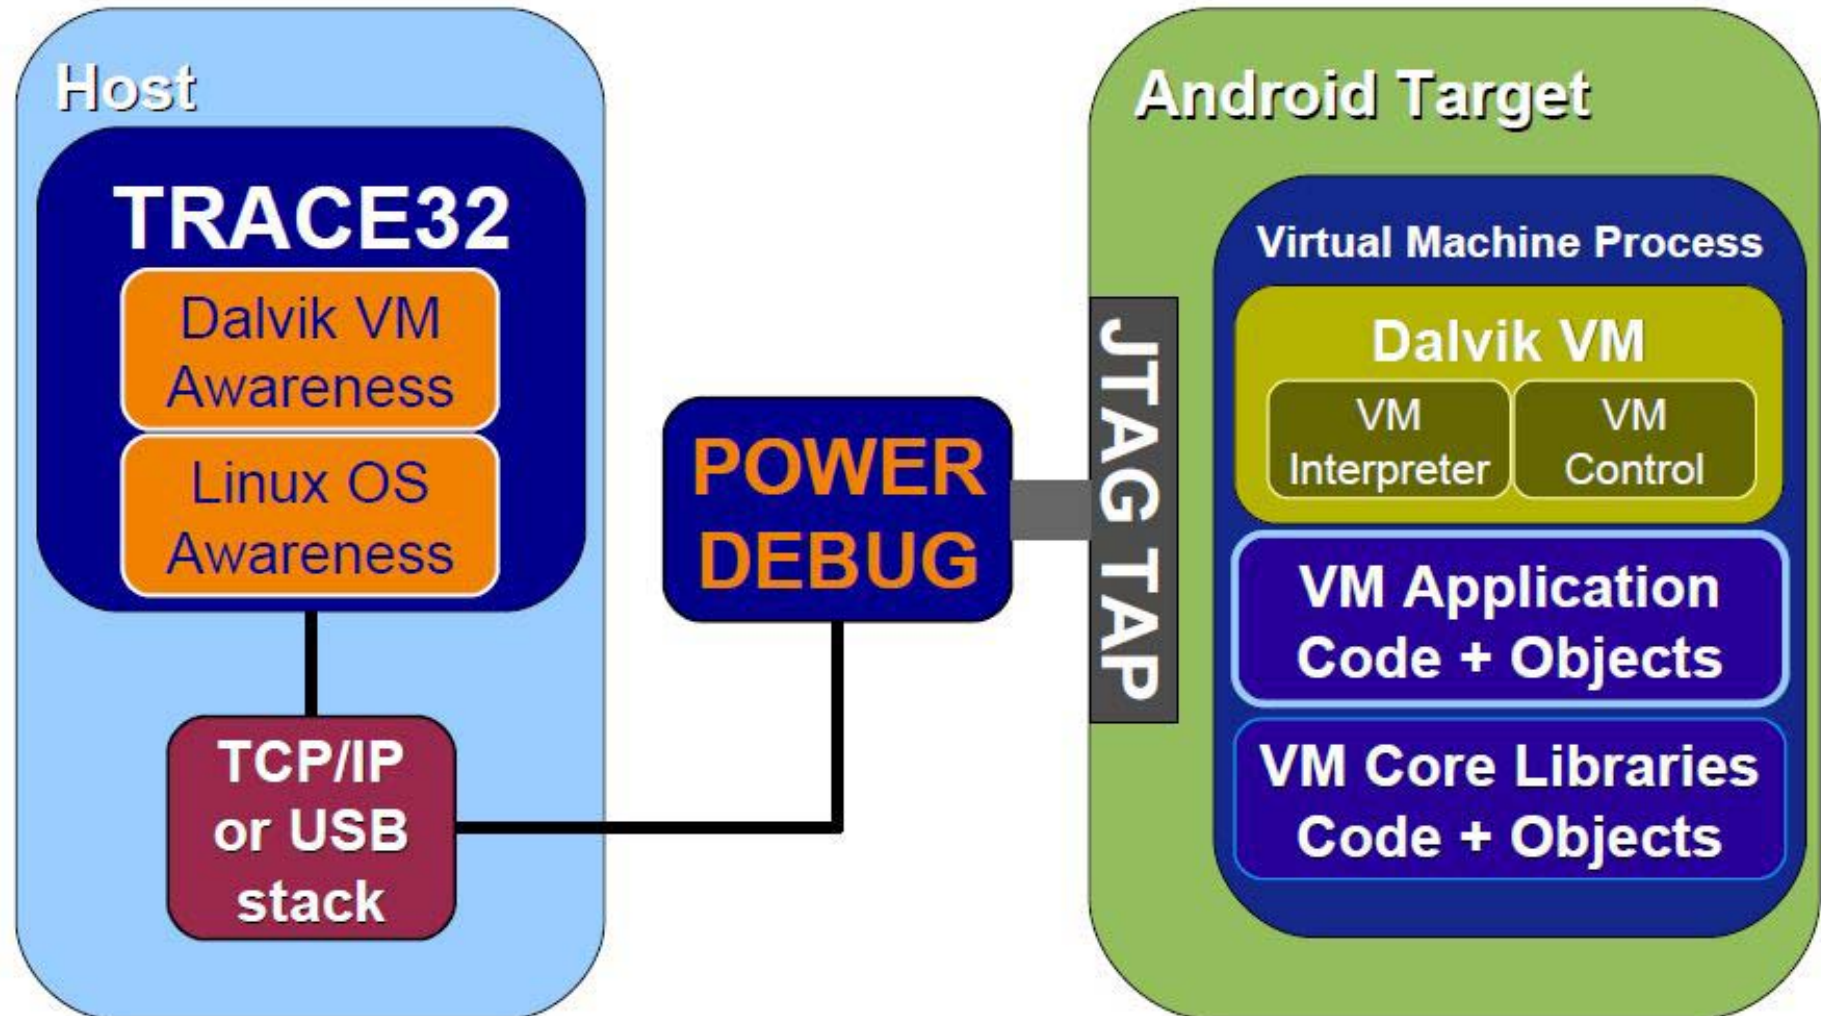 Host
TRACE32
Dalvik VM
Awareness
Linux OS
Awareness
TCP/IP
or USB
stack
POWER
DEBUG
JTAG TAP
Android Target
Virtual Machine Process
Dalvik VM
VM
Interpreter
VM
Control
VM Application
Code + Objects
VM Core Libraries
Code + Objects